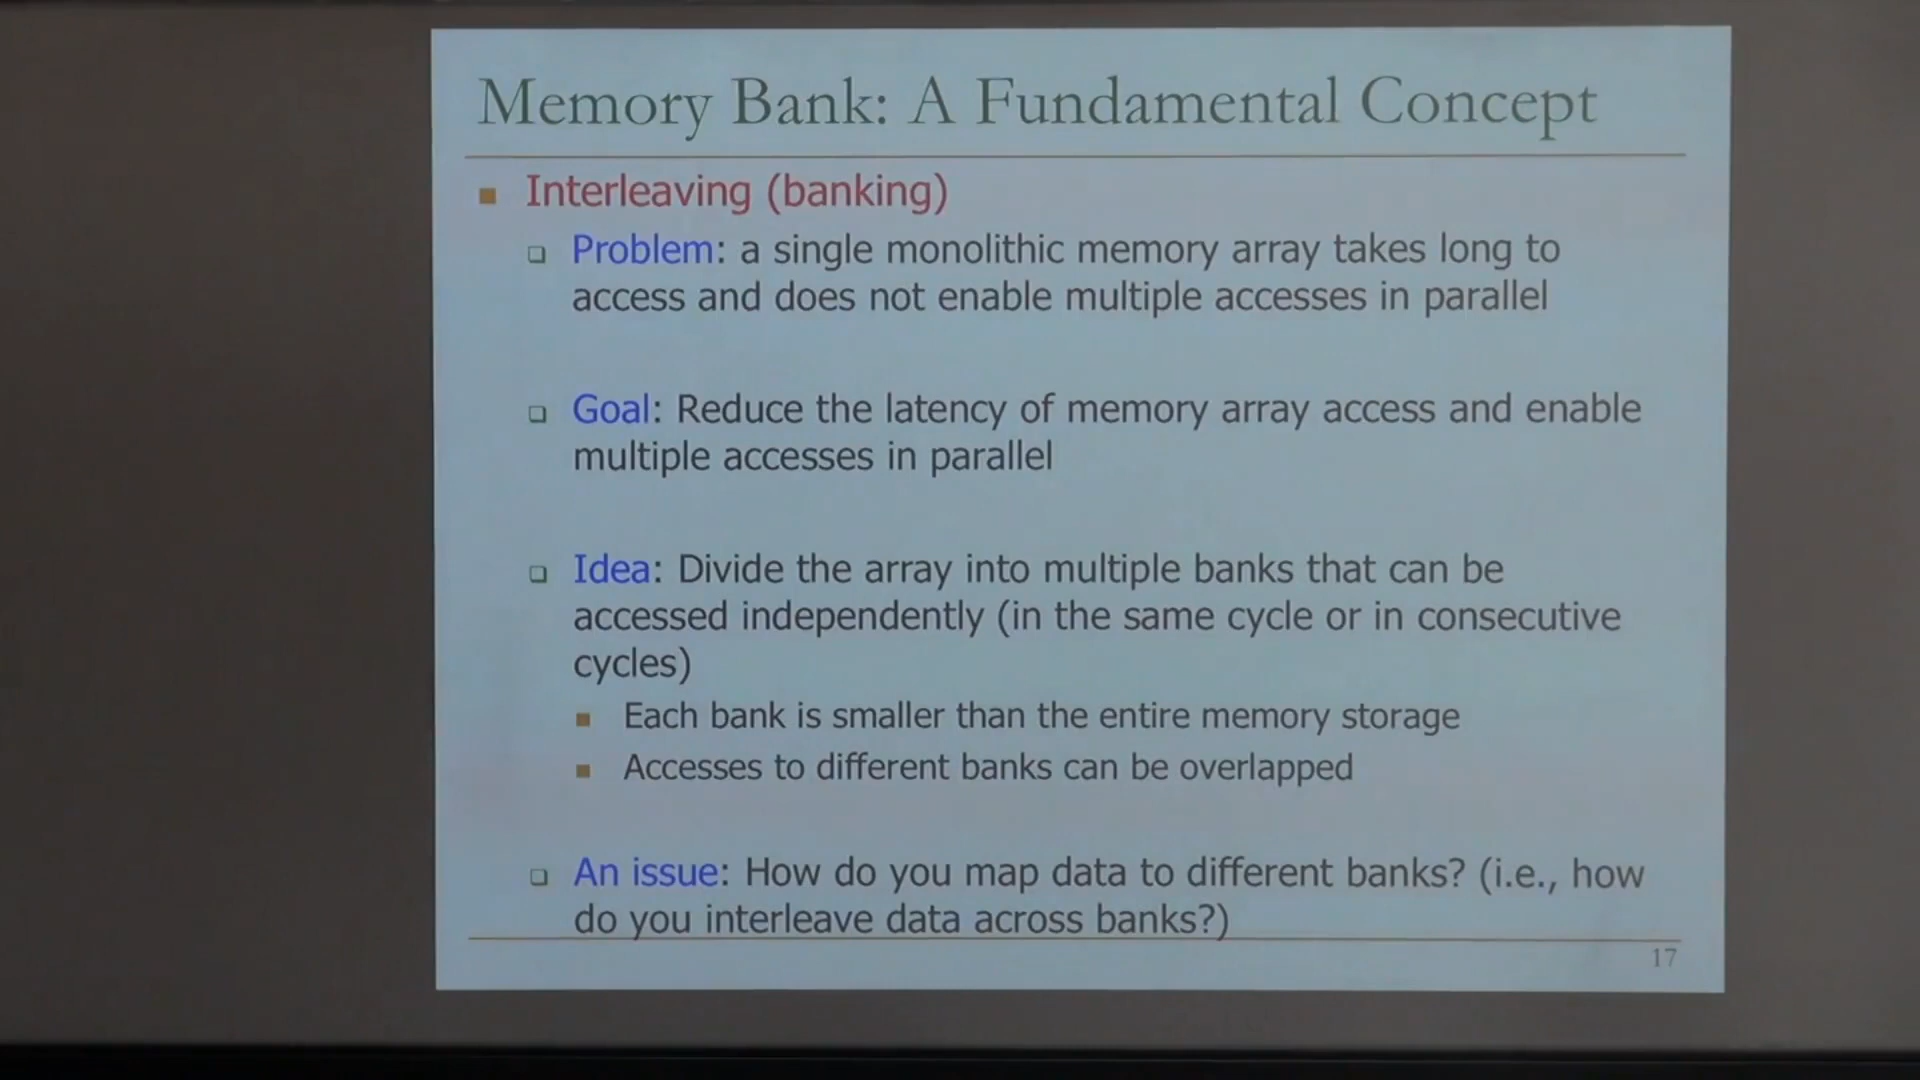 Memory Bank: A Fundamental Concept
Interleaving (banking)
Problem: a single monolithic memory array takes long to
access and does not enable multiple accesses in parallel
Goal: Reduce the latency of memory array access and enable
multiple accesses in parallel
Idea: Divide the array into multiple banks that can be
accessed independently (in the same cycle or in consecutive
cycles)
Each bank is smaller than the entire memory storage
Accesses to different banks can be overlapped
An issue: How do you map data to different banks? (i.e., how
do you interleave data across banks?)
17